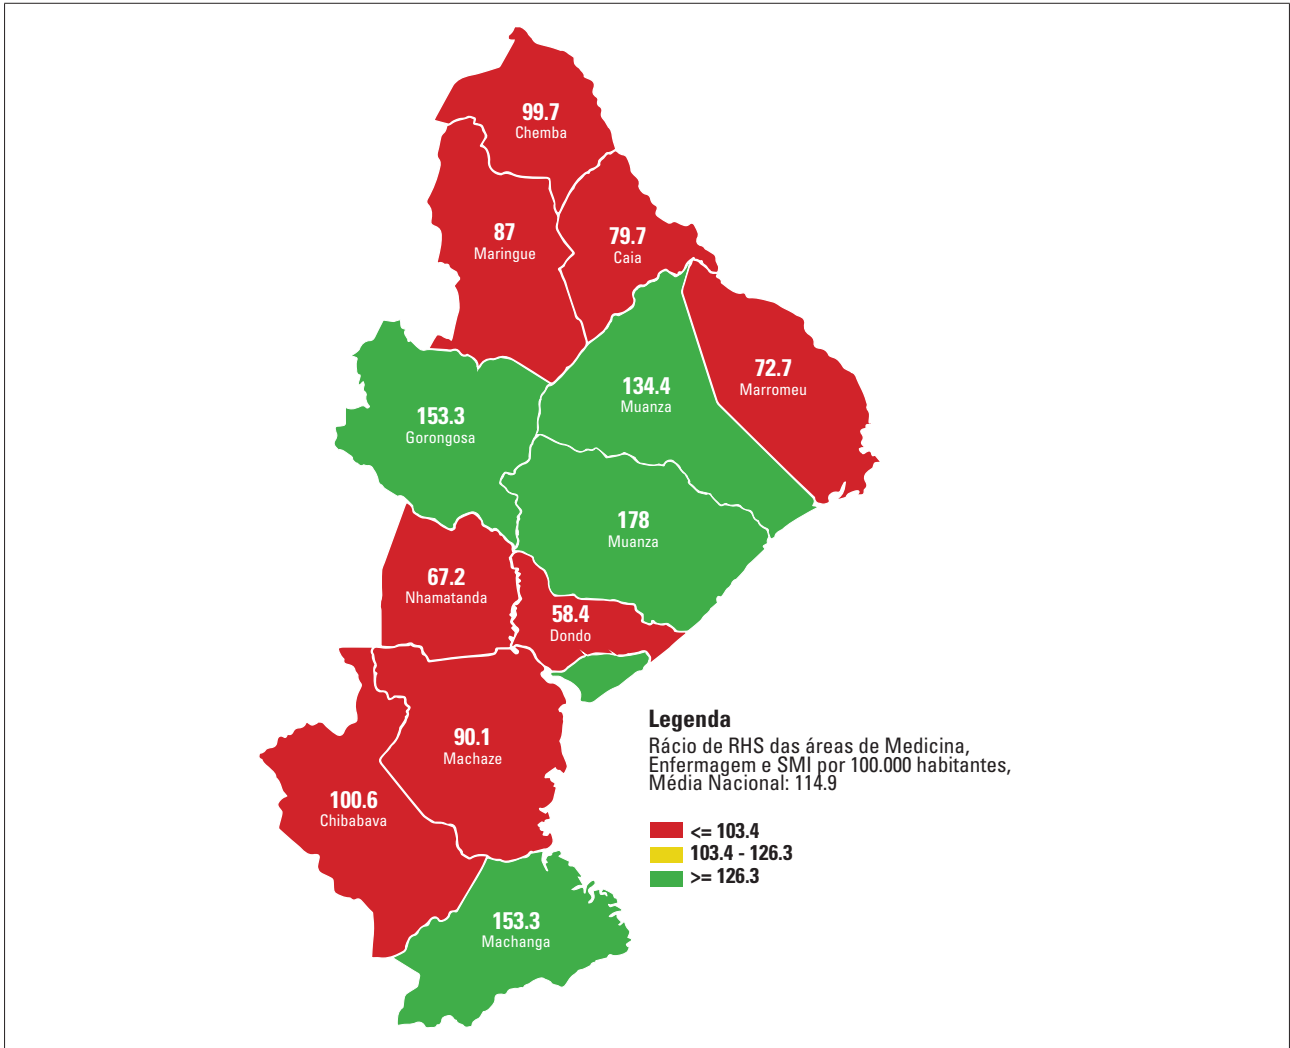 99.7
Chemba
87
Maringue
79.7
Caia
72.7
Marromeu
134.4
Muanza
153.3
Gorongosa
178
Muanza
67.2
Nhamatanda
58.4
Dondo
90.1
Machaze
100.6
Chibabava
153.3
Machanga
Legenda
Rácio de RHS das áreas de Medicina,
Enfermagem e SMI por 100.000 habitantes,
Média Nacional: 114.9
<= 103.4
103.4 - 126.3
>= 126.3